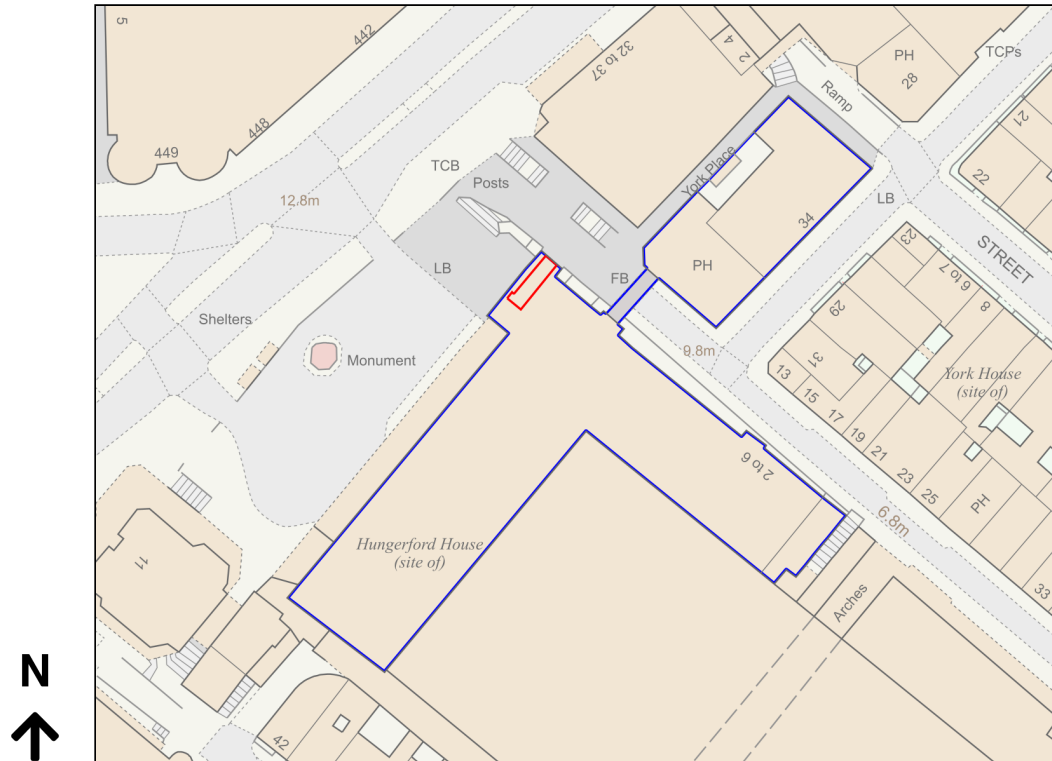 5
442
448
449
12.8m
32 to 37
2 4
PH
28
TCPs
Ramp
21
22
TCB
Posts
York Place
34
LB
STREET
LB
FB
PH
23
6 to 7
8
29
Shelters
Monument
9.8m
31
13
15
17
19
21
23
25
PH
33
York House
(site of)
2 to 6
6.8m
Hungerford House
(site of)
11
Arches
42
N